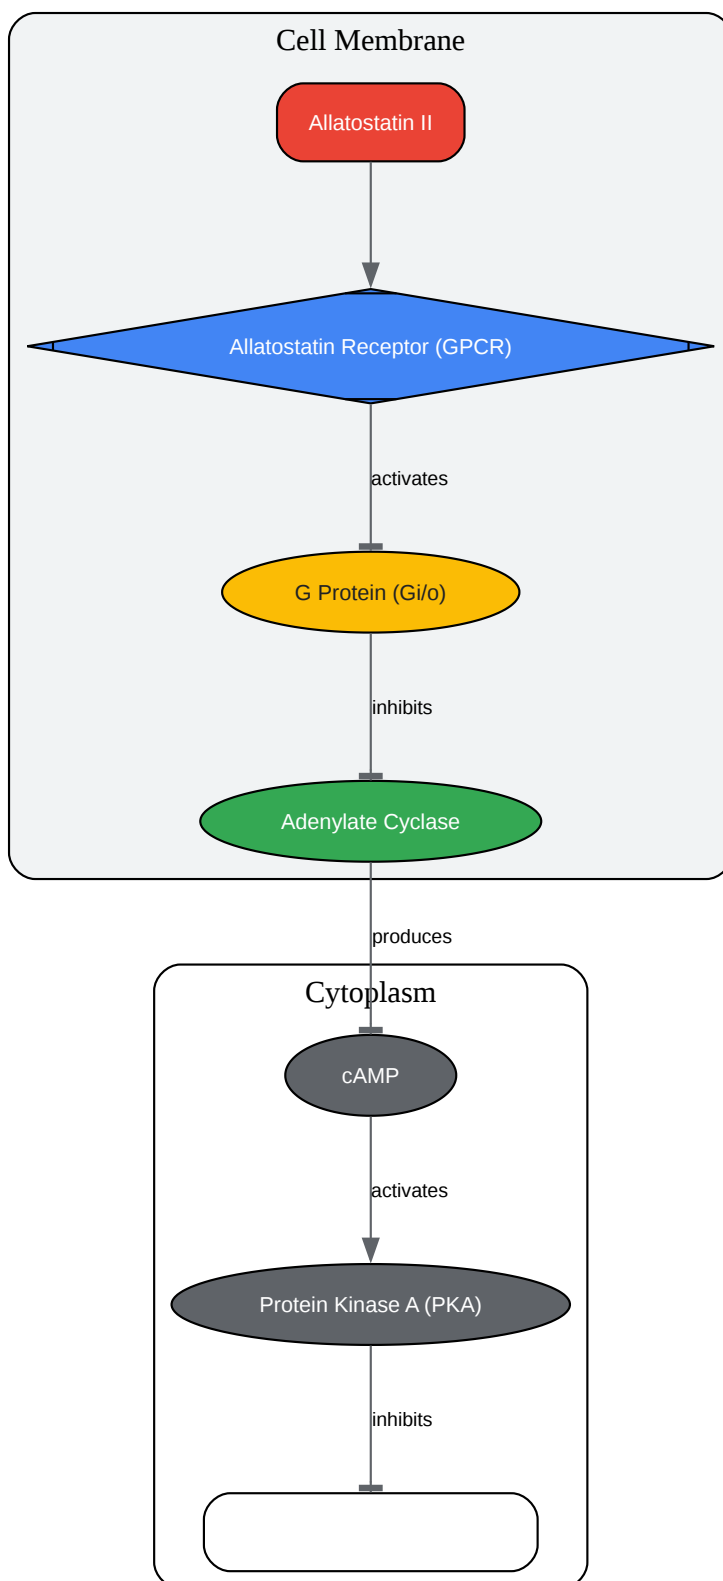 Cell Membrane
Allatostatin II
Allatostatin Receptor (GPCR)
activates
G Protein (Gi/o)
inhibits
Adenylate Cyclase
produces
Cytoplasm
cAMP
activates
Protein Kinase A (PKA)
inhibits